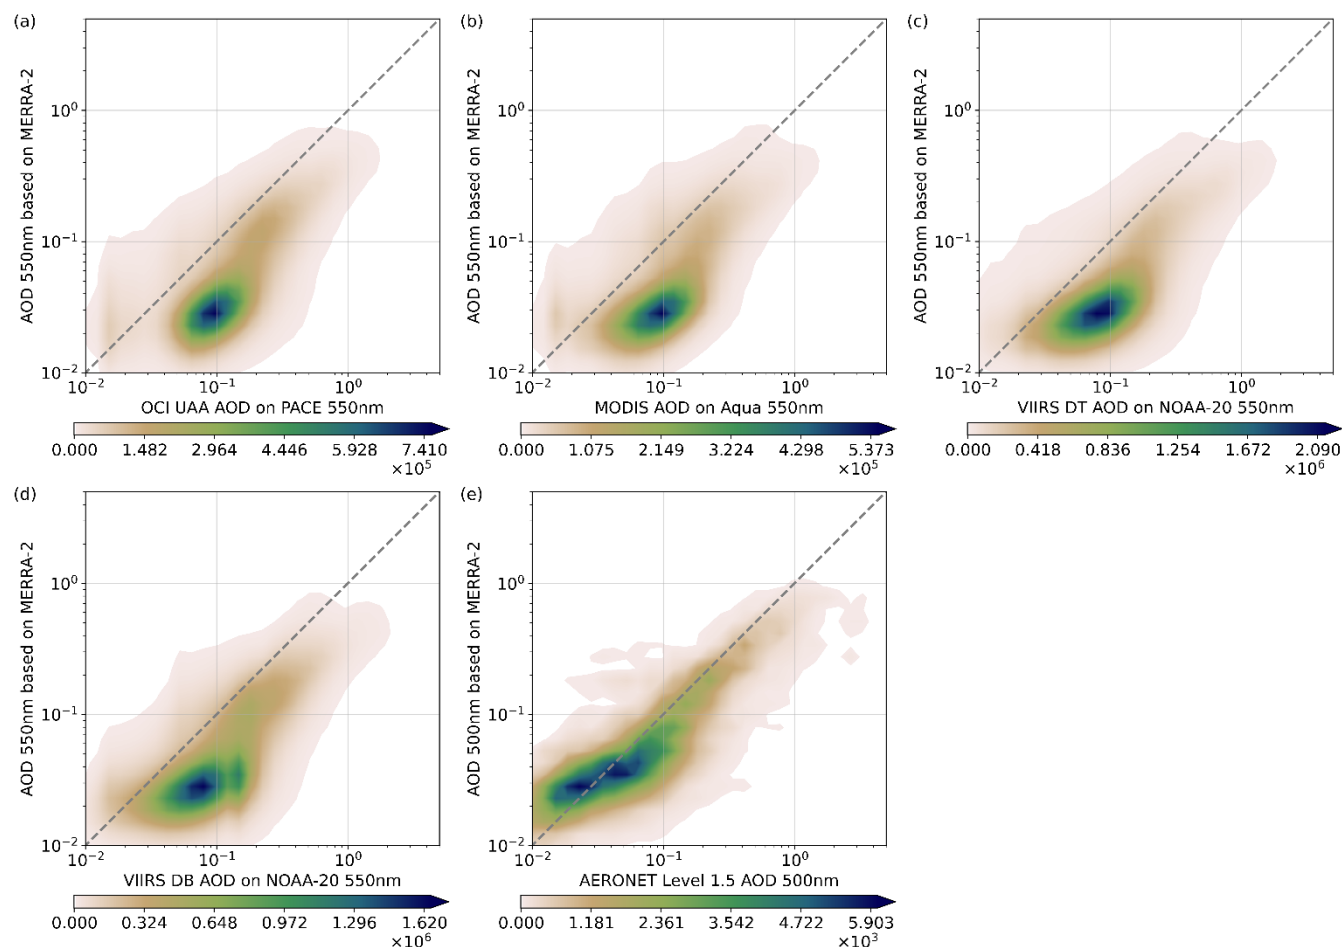 (a)
AOD 550nm based on MERRA-2
10⁰
10⁻¹
10⁻²
10⁻² 10⁻¹ 10⁰
OCI UAA AOD on PACE 550nm
0.000 1.482 2.964 4.446 5.928 7.410
×10⁵
(b)
AOD 550nm based on MERRA-2
10⁰
10⁻¹
10⁻²
10⁻² 10⁻¹ 10⁰
MODIS AOD on Aqua 550nm
0.000 1.075 2.149 3.224 4.298 5.373
×10⁵
(c)
AOD 550nm based on MERRA-2
10⁰
10⁻¹
10⁻²
10⁻² 10⁻¹ 10⁰
VIIRS DT AOD on NOAA-20 550nm
0.000 0.418 0.836 1.254 1.672 2.090
×10⁶
(d)
AOD 550nm based on MERRA-2
10⁰
10⁻¹
10⁻²
10⁻² 10⁻¹ 10⁰
VIIRS DB AOD on NOAA-20 550nm
0.000 0.324 0.648 0.972 1.296 1.620
×10⁶
(e)
AOD 500nm based on MERRA-2
10⁰
10⁻¹
10⁻²
10⁻² 10⁻¹ 10⁰
AERONET Level 1.5 AOD 500nm
0.000 1.181 2.361 3.542 4.722 5.903
×10³